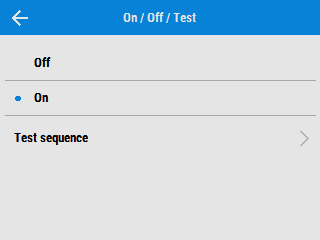 On / Off / Test
Off
On
Test sequence